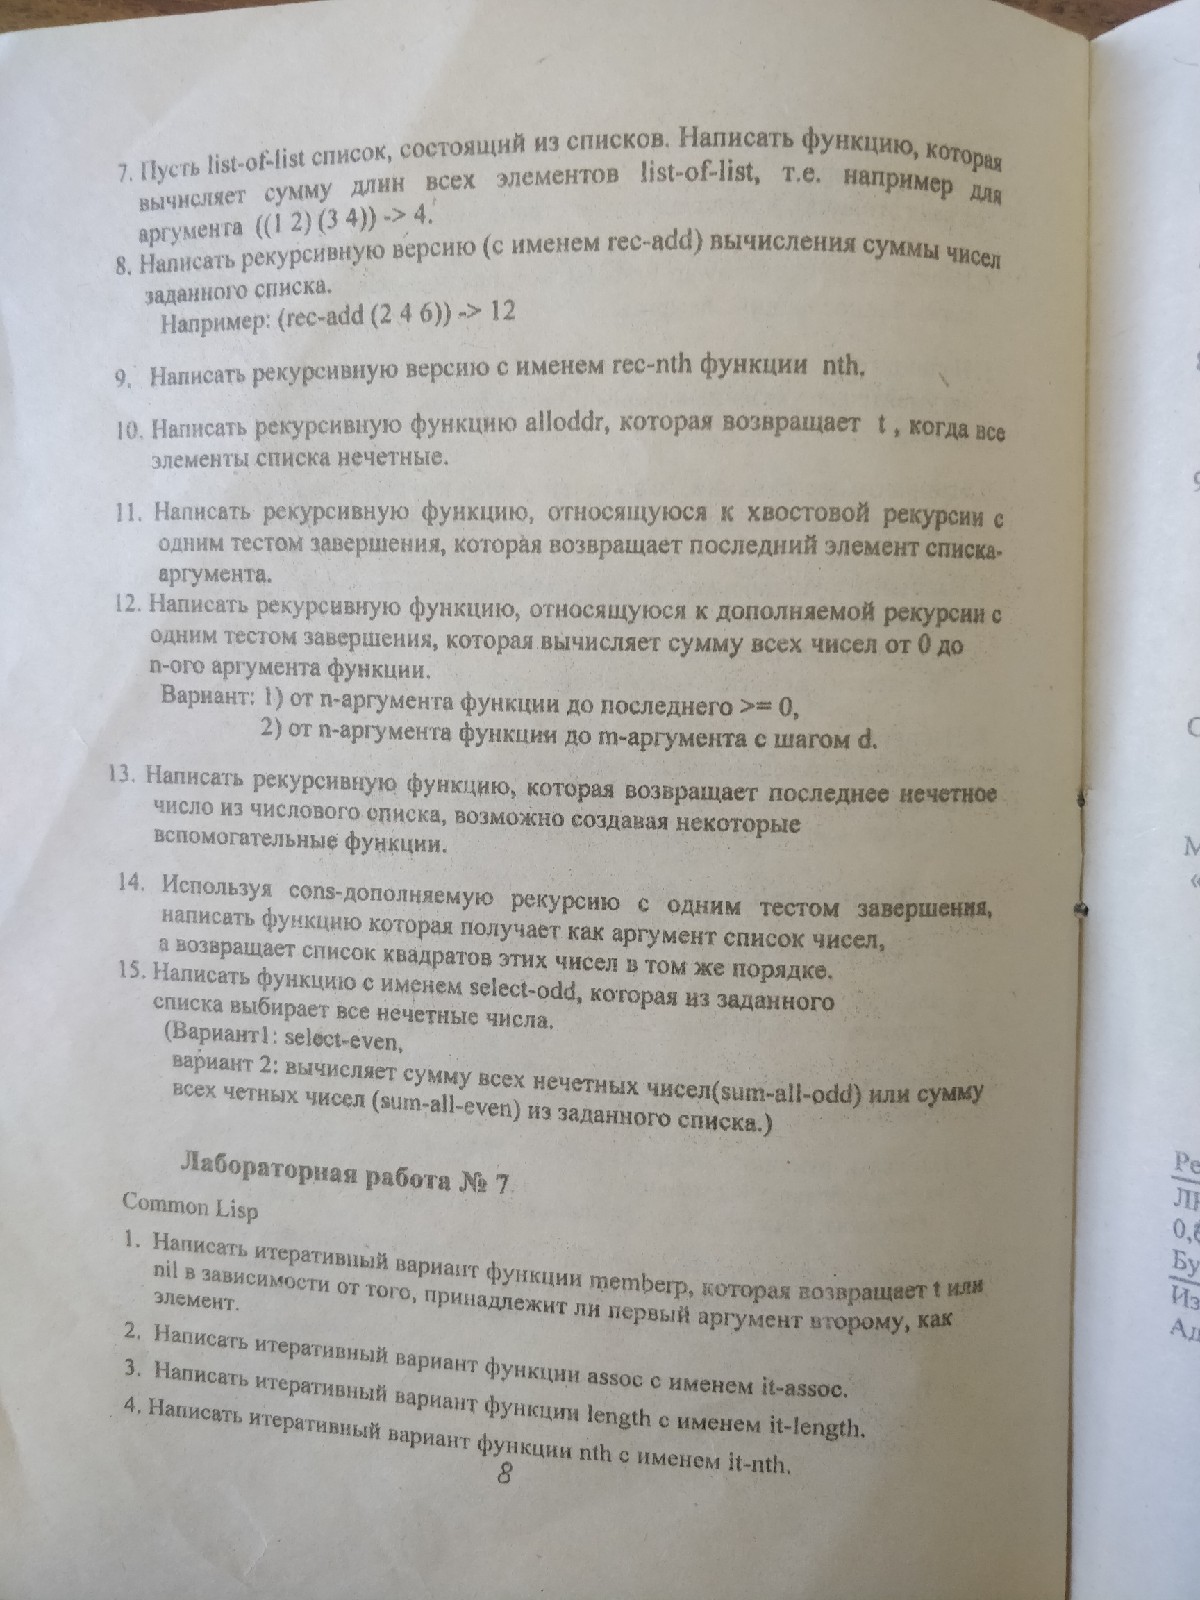 7. Пусть list-of-list список, состоящий из списков. Написать функцию, которая
вычисляет сумму длин всех элементов list-of-list, т.е. например для
аргумента ((1 2) (3 4)) -> 4.
8. Написать рекурсивную версию (с именем rec-add) вычисления суммы чисел
заданного списка.
Например: (rec-add (2 4 6)) -> 12
9. Написать рекурсивную версию с именем rec-nth функции nth.
10. Написать рекурсивную функцию alloddr, которая возвращает t , когда все
элементы списка нечетные.
11. Написать рекурсивную функцию, относящуюся к хвостовой рекурсии с
одним тестом завершения, которая возвращает последний элемент списка-
аргумента.
12. Написать рекурсивную функцию, относящуюся к дополняемой рекурсии с
одним тестом завершения, которая вычисляет сумму всех чисел от 0 до
n-ого аргумента функции.
Вариант: 1) от n-аргумента функции до последнего >= 0,
2) от n-аргумента функции до m-аргумента с шагом d.
13. Написать рекурсивную функцию, которая возвращает последнее нечетное
число из числового списка, возможно создавая некоторые
вспомогательные функции.
14. Используя cons-дополняемую рекурсию с одним тестом завершения,
написать функцию которая получает как аргумент список чисел,
а возвращает список квадратов этих чисел в том же порядке.
15. Написать функцию с именем select-odd, которая из заданного
списка выбирает все нечетные числа.
(Вариант1: select-even,
вариант 2: вычисляет сумму всех нечетных чисел(sum-all-odd) или сумму
всех четных чисел (sum-all-even) из заданного списка.)
Лабораторная работа № 7
Common Lisp
1. Написать итеративный вариант функции memberp, которая возвращает t или
nil в зависимости от того, принадлежит ли первый аргумент второму, как
элемент.
2. Написать итеративный вариант функции assoc с именем it-assoc.
3. Написать итеративный вариант функции length с именем it-length.
4. Написать итеративный вариант функции nth с именем it-nth.
8